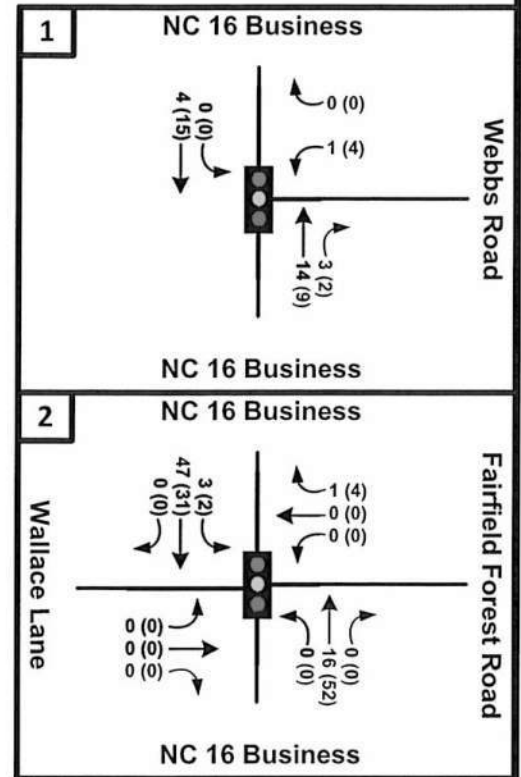 1
NC 16 Business
0 (0)
4 (15)
0 (0)
1 (4)
Webbs Road
3 (2)
14 (9)
NC 16 Business
2
NC 16 Business
3 (2)
47 (31)
0 (0)
1 (4)
0 (0)
0 (0)
Fairfield Forest Road
Wallace Lane
0 (0)
0 (0)
0 (0)
0 (0)
16 (52)
0 (0)
NC 16 Business